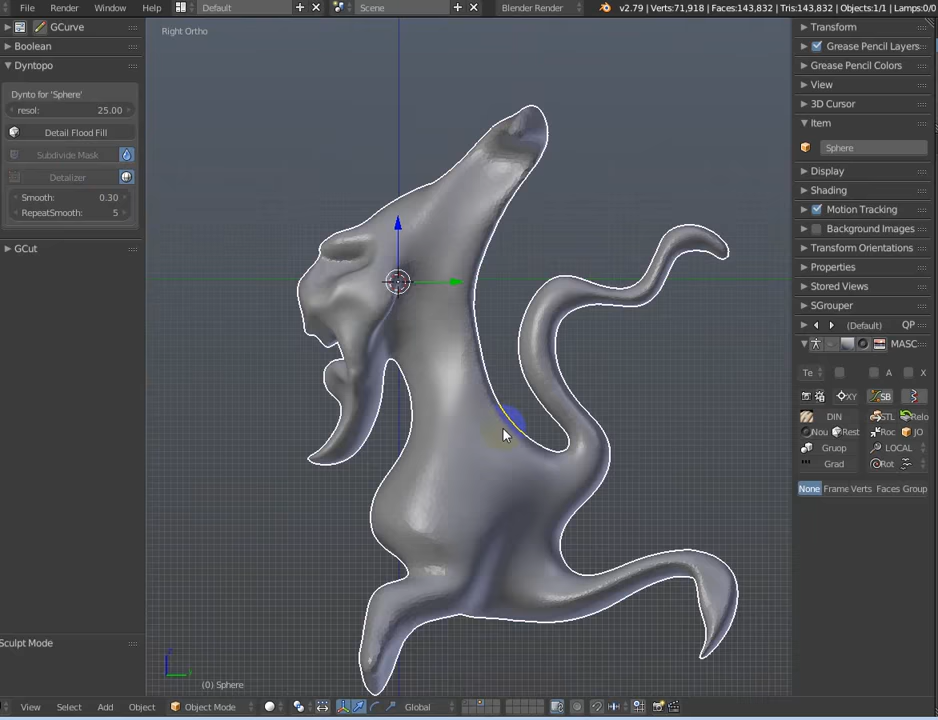 File Render Window Help Default Scene Blender Render v2.79 | Verts:71,918 | Faces:143,832 | Tris:143,832 | Objects:1/1 | Lamps:0/0
GCurve
Boolean
Dyntopo
Dynto for 'Sphere'
resol: 25.00
Detail Flood Fill
Subdivide Mask
Detalizer
Smooth: 0.30
RepeatSmooth: 5
GCut
Sculpt Mode
Right Ortho
(0) Sphere
Transform
Grease Pencil Layers
Grease Pencil Colors
View
3D Cursor
Item
Sphere
Display
Shading
Motion Tracking
Background Images
Transform Orientations
Properties
Stored Views
SGrouper
(Default) QP
MASC
Te A X
XY SB
DIN STL Relo
Nou Rest Roc JO
Gruop LOCAL
Grad Rot
None Frame Verts Faces Group
View Select Add Object Object Mode Global